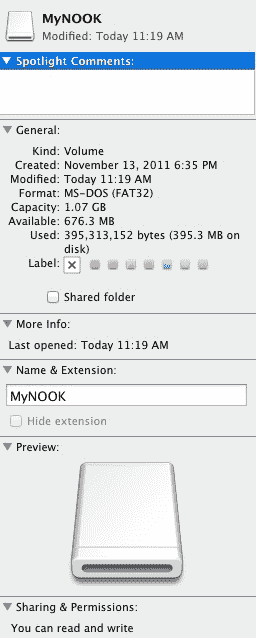 MyNOOK
Modified: Today 11:19 AM
Spotlight Comments:
General:
Kind: Volume
Created: November 13, 2011 6:35 PM
Modified: Today 11:19 AM
Format: MS-DOS (FAT32)
Capacity: 1.07 GB
Available: 676.3 MB
Used: 395,313,152 bytes (395.3 MB on
disk)
Label:
Shared folder
More Info:
Last opened: Today 11:19 AM
Name & Extension:
MyNOOK
Hide extension
Preview:
Sharing & Permissions:
You can read and write